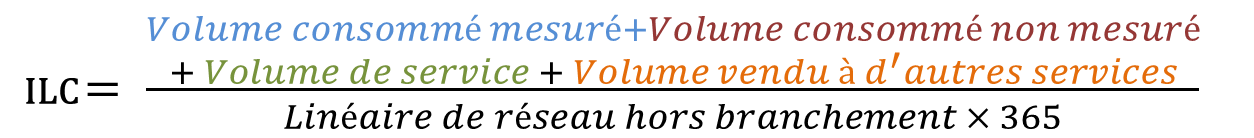 Volume consommé mesuré+Volume consommé non mesuré
+ Volume de service + Volume vendu à d'autres services
ILC=
Linéaire de réseau hors branchement × 365